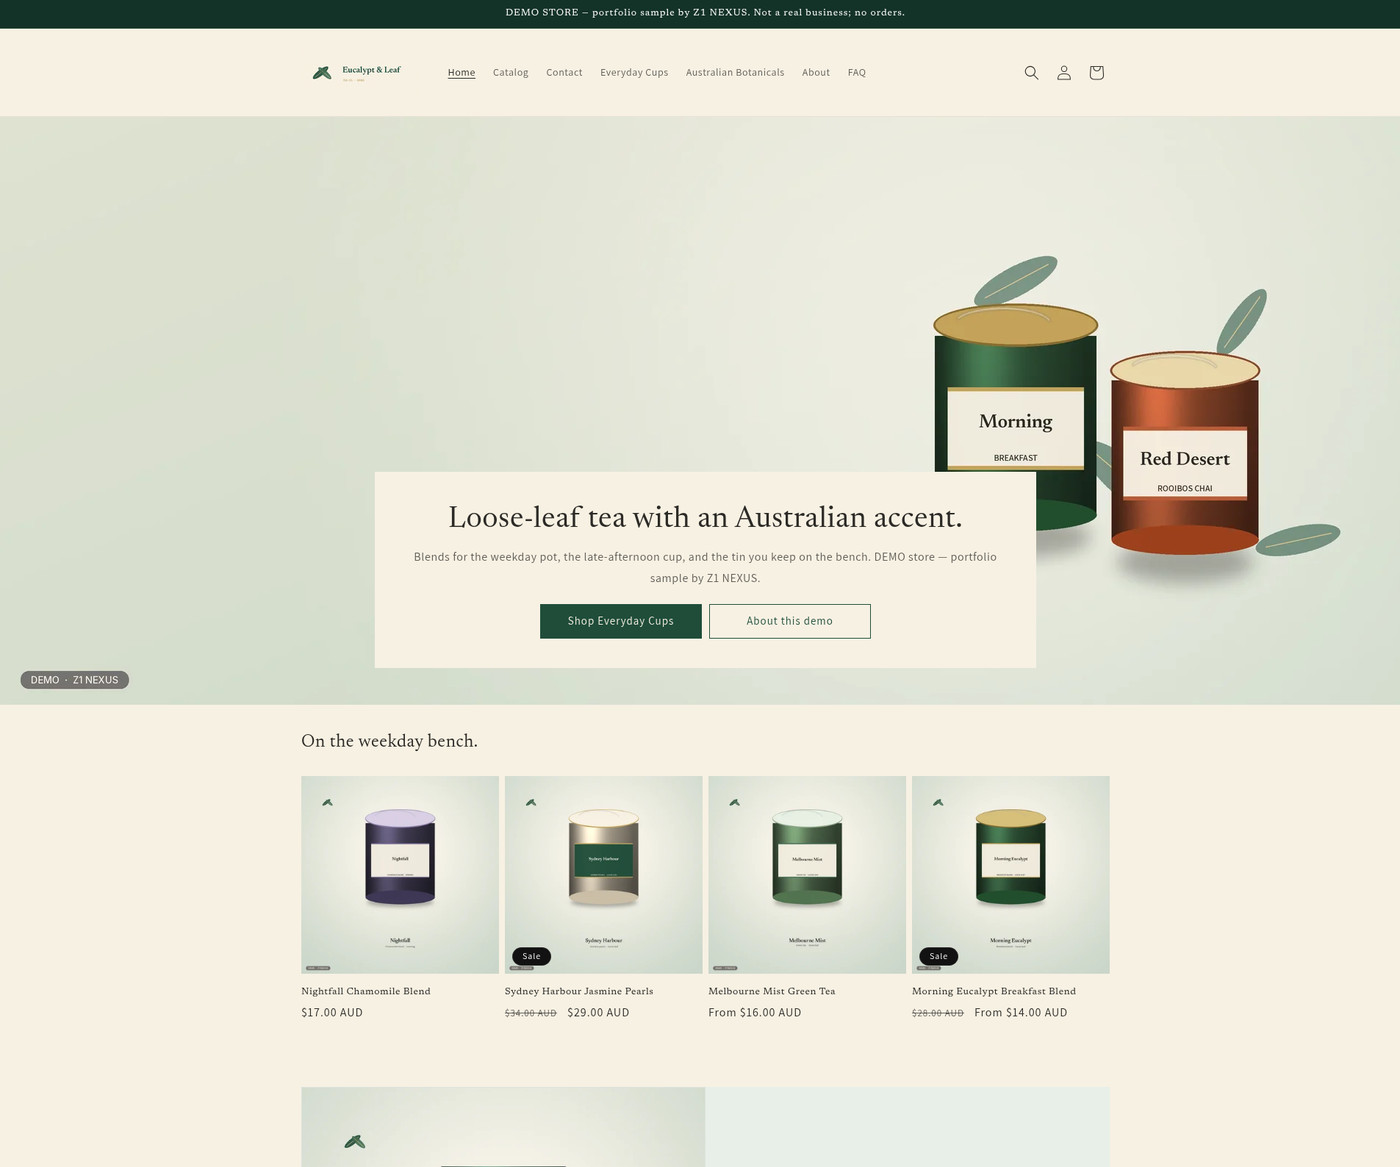 DEMO STORE – portfolio sample by Z1 NEXUS. Not a real business; no orders.
Eucalypt & Leaf
Home
Catalog
Contact
Everyday Cups
Australian Botanicals
About
FAQ
Morning
BREAKFAST
Red Desert
ROOIBOS CHAI
Loose-leaf tea with an Australian accent.
Blends for the weekday pot, the late-afternoon cup, and the tin you keep on the bench. DEMO store — portfolio
sample by Z1 NEXUS.
Shop Everyday Cups
About this demo
DEMO · Z1 NEXUS
On the weekday bench.
Nightfall
Nightfall
Nightfall Chamomile Blend
$17.00 AUD
Sydney Harbour
Sydney Harbour
Sale
Sydney Harbour Jasmine Pearls
$34.00 AUD $29.00 AUD
Melbourne Mist
Melbourne Mist
Melbourne Mist Green Tea
From $16.00 AUD
Morning Eucalypt
Morning Eucalypt
Sale
Morning Eucalypt Breakfast Blend
$28.00 AUD From $14.00 AUD